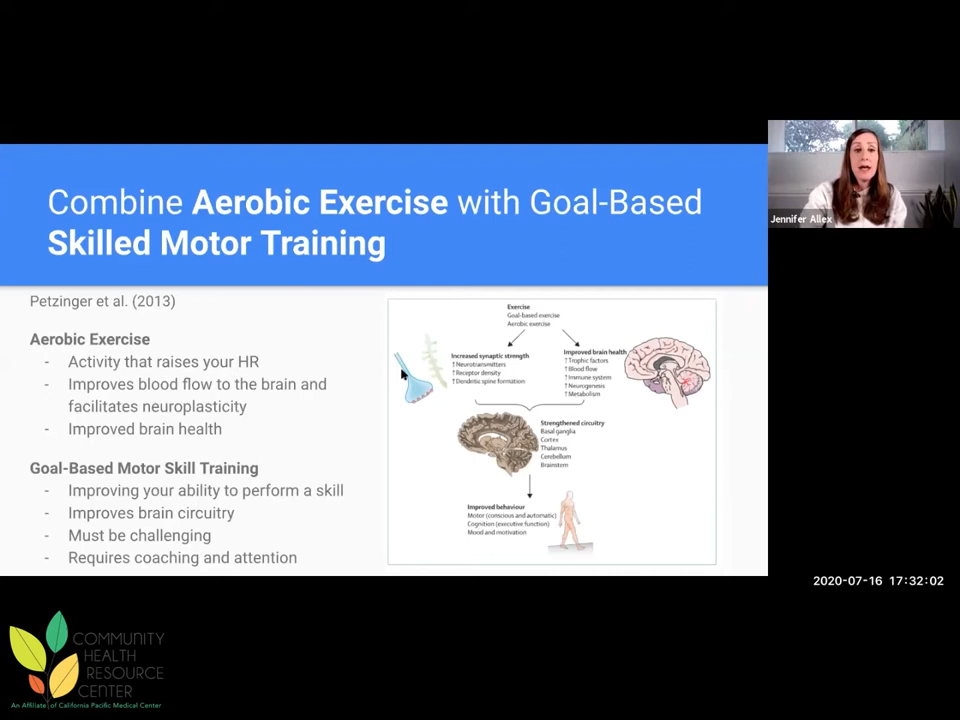 Combine Aerobic Exercise with Goal-Based
Skilled Motor Training
Petzinger et al. (2013)
Aerobic Exercise
- Activity that raises your HR
- Improves blood flow to the brain and
facilitates neuroplasticity
- Improved brain health
Goal-Based Motor Skill Training
- Improving your ability to perform a skill
- Improves brain circuitry
- Must be challenging
- Requires coaching and attention
Exercise
Goal-based exercise
Aerobic exercise
Increased synaptic strength
↑Neurotransmitters
↑Receptor density
↑Dendritic spine formation
Improved brain health
↑Trophic factors
↑Blood flow
↑Immune system
↑Neurogenesis
↑Metabolism
Strengthened circuitry
Basal ganglia
Cortex
Thalamus
Cerebellum
Brainstem
Improved behaviour
Motor (conscious and automatic)
Cognition (executive function)
Mood and motivation
Jennifer Allex
2020-07-16 17:32:02
COMMUNITY
HEALTH
RESOURCE
CENTER
An Affiliate of California Pacific Medical Center